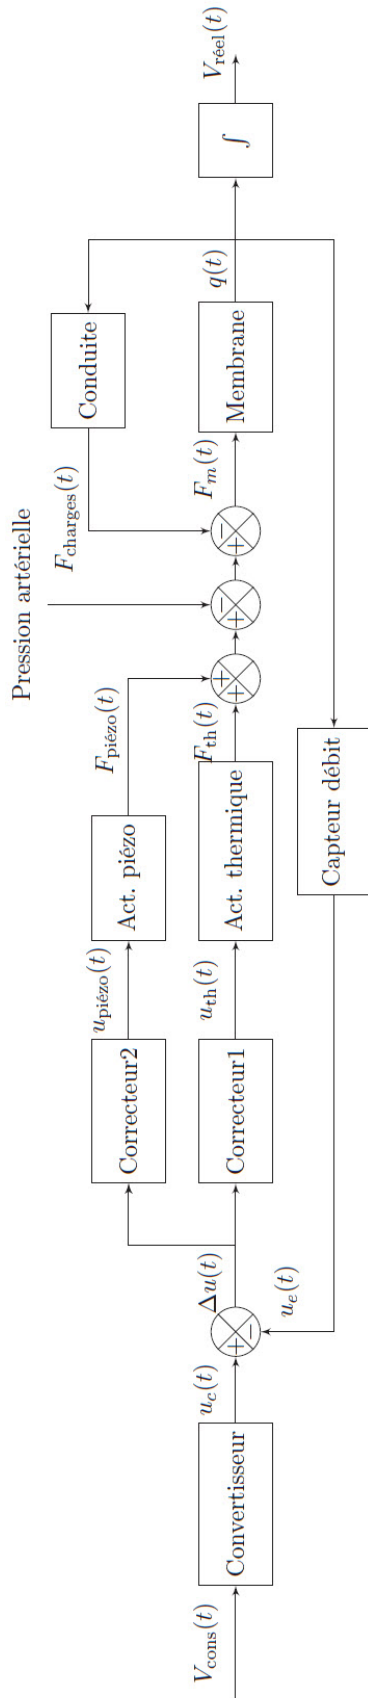 Pression artérielle
V_cons(t)
Convertisseur
u_c(t)
+
−
Δu(t)
u_e(t)
Correcteur2
u_piézo(t)
Act. piézo
F_piézo(t)
Correcteur1
u_th(t)
Act. thermique
F_th(t)
+
+
+
−
F_charges(t)
+
−
F_m(t)
Conduite
Membrane
q(t)
∫
V_réel(t)
Capteur débit